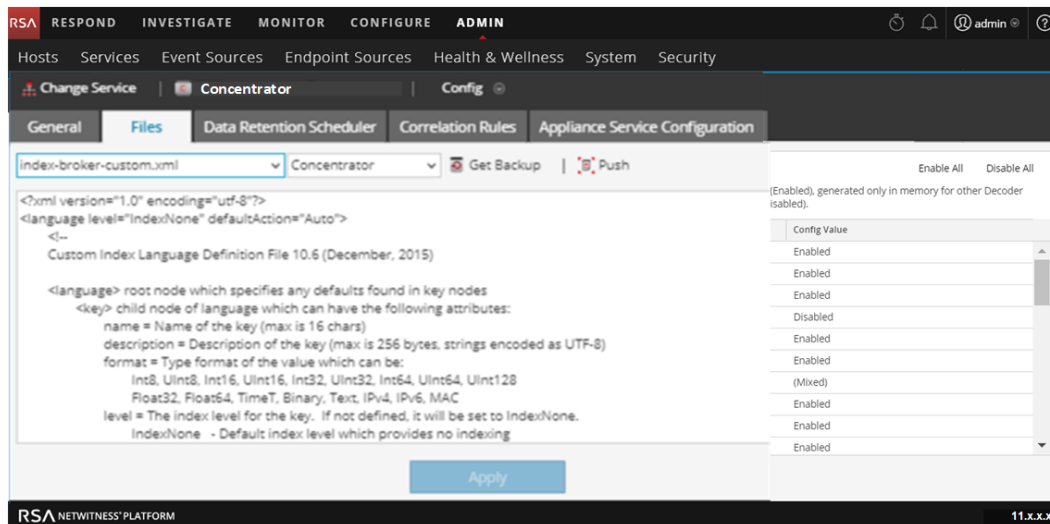 RSA RESPOND INVESTIGATE MONITOR CONFIGURE ADMIN admin
Hosts Services Event Sources Endpoint Sources Health & Wellness System Security
Change Service | Concentrator | Config
General Files Data Retention Scheduler Correlation Rules Appliance Service Configuration
index-broker-custom.xml Concentrator Get Backup | Push
<?xml version="1.0" encoding="utf-8"?>
<language level="IndexNone" defaultAction="Auto">
<!--
Custom Index Language Definition File 10.6 (December, 2015)
<language> root node which specifies any defaults found in key nodes
<key> child node of language which can have the following attributes:
name = Name of the key (max is 16 chars)
description = Description of the key (max is 256 bytes, strings encoded as UTF-8)
format = Type format of the value which can be:
Int8, UInt8, Int16, UInt16, Int32, UInt32, Int64, UInt64, UInt128
Float32, Float64, TimeT, Binary, Text, IPv4, IPv6, MAC
level = The index level for the key. If not defined, it will be set to IndexNone.
IndexNone - Default index level which provides no indexing
Apply
Enable All Disable All
(Enabled), generated only in memory for other Decoder
isabled).
Config Value
Enabled
Enabled
Enabled
Disabled
Enabled
Enabled
(Mixed)
Enabled
Enabled
Enabled
RSA NETWITNESS® PLATFORM 11.x.x.x